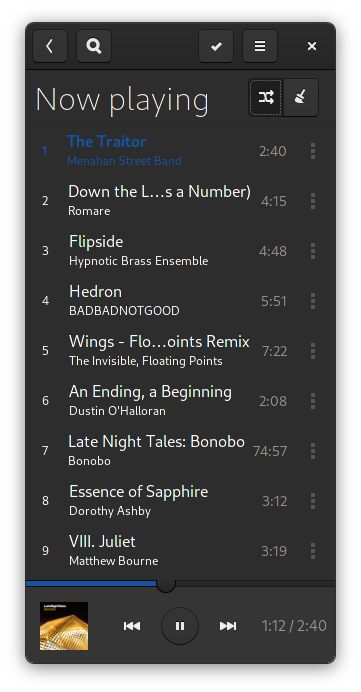 Now playing
1 The Traitor 2:40
Menahan Street Band
2 Down the L…s a Number) 4:15
Romare
3 Flipside 4:48
Hypnotic Brass Ensemble
4 Hedron 5:51
BADBADNOTGOOD
5 Wings - Flo…oints Remix 7:22
The Invisible, Floating Points
6 An Ending, a Beginning 2:08
Dustin O'Halloran
7 Late Night Tales: Bonobo 74:57
Bonobo
8 Essence of Sapphire 3:12
Dorothy Ashby
9 VIII. Juliet 3:19
Matthew Bourne
1:12 / 2:40